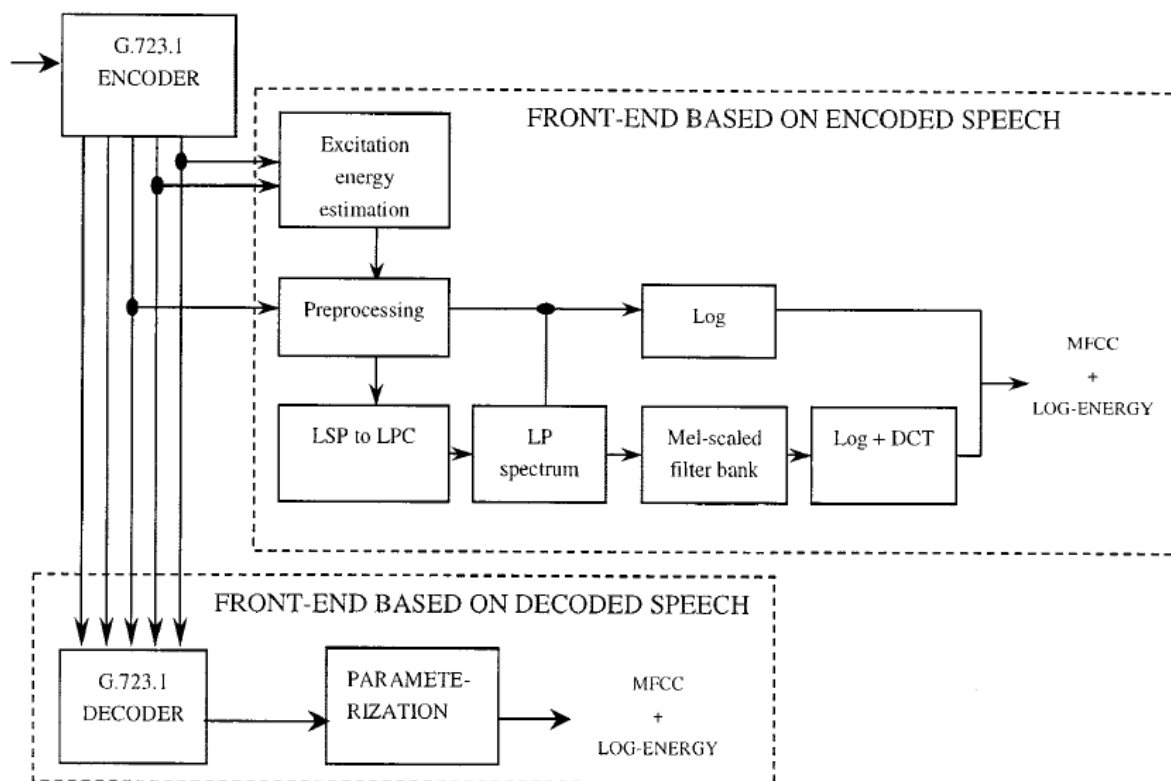 G.723.1
ENCODER
FRONT-END BASED ON ENCODED SPEECH
Excitation
energy
estimation
Preprocessing
Log
MFCC
+
LOG-ENERGY
LSP to LPC
LP
spectrum
Mel-scaled
filter bank
Log + DCT
FRONT-END BASED ON DECODED SPEECH
G.723.1
DECODER
PARAMETE-
RIZATION
MFCC
+
LOG-ENERGY